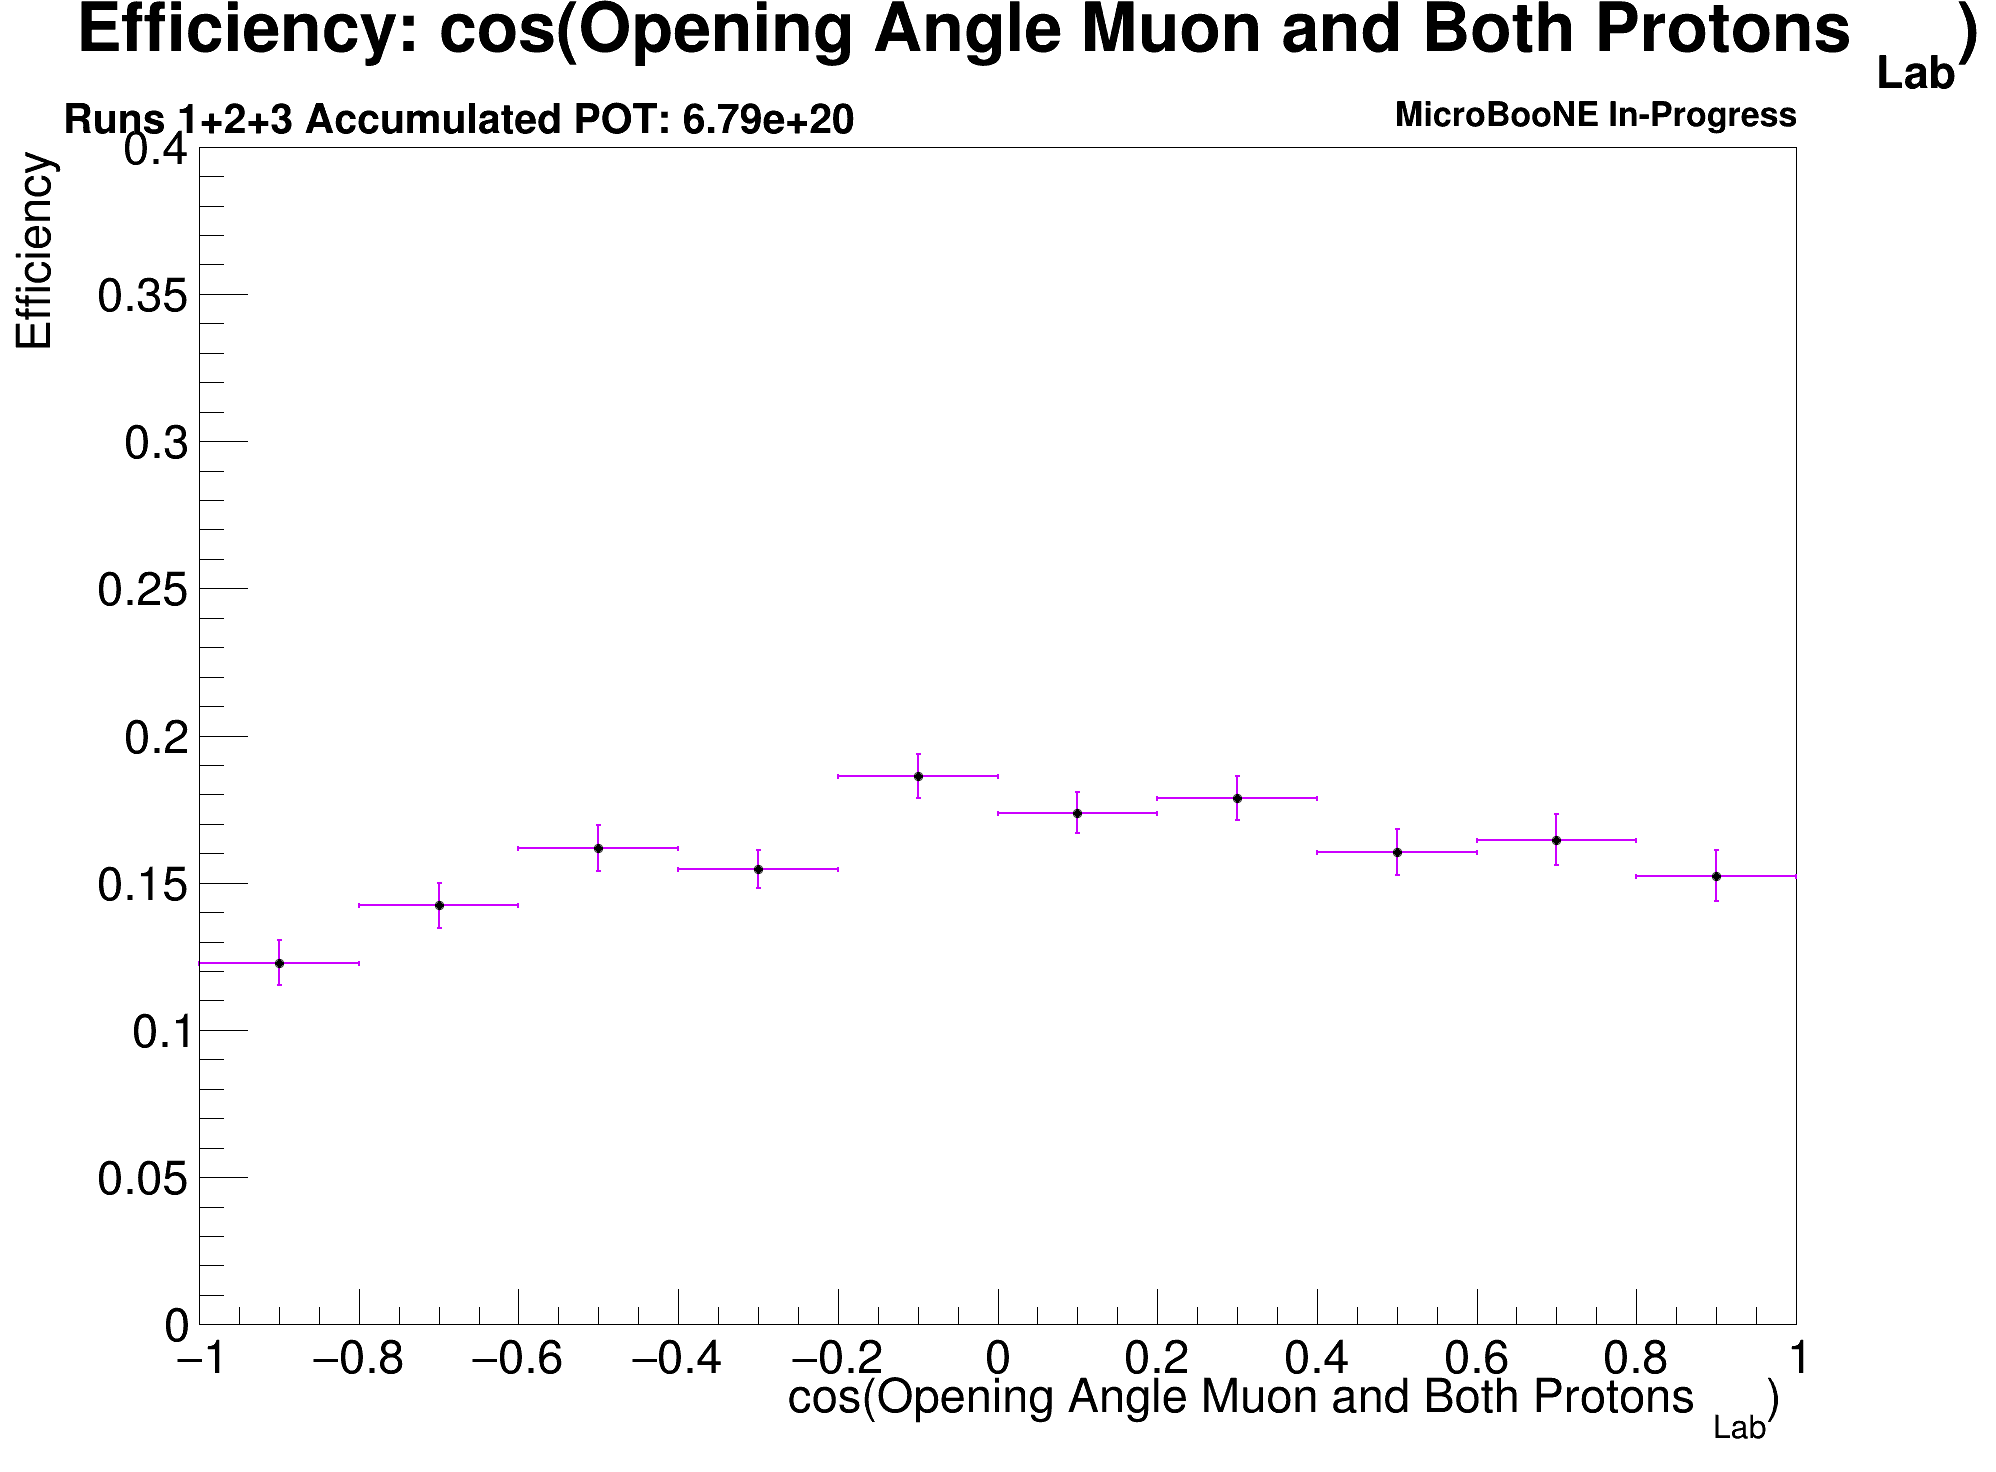 Efficiency: cos(Opening Angle Muon and Both Protons Lab)
Runs 1+2+3 Accumulated POT: 6.79e+20
MicroBooNE In-Progress
Efficiency
0.4
0.35
0.3
0.25
0.2
0.15
0.1
0.05
0
−1 −0.8 −0.6 −0.4 −0.2 0 0.2 0.4 0.6 0.8 1
cos(Opening Angle Muon and Both Protons Lab)